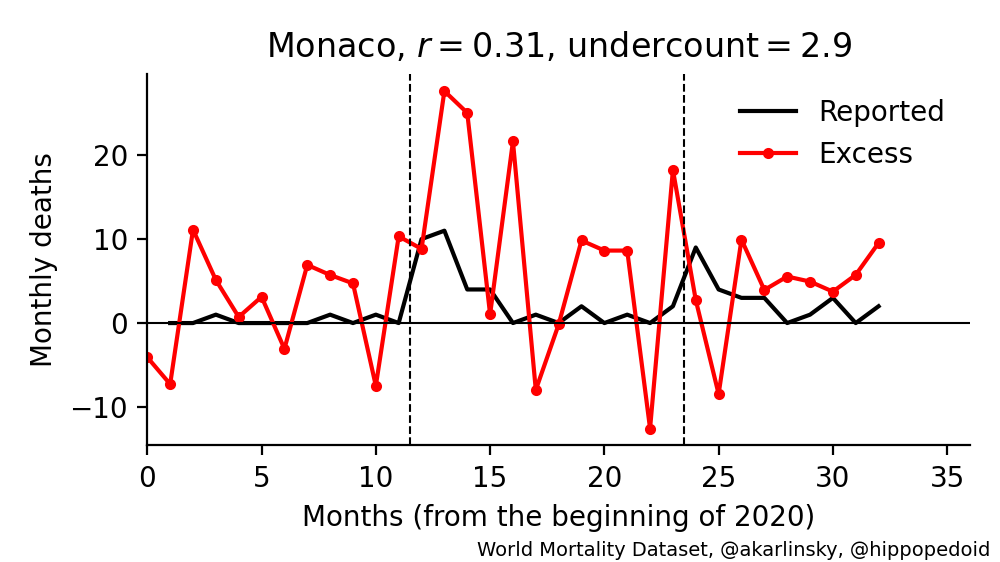 Monaco, r = 0.31, undercount = 2.9
Reported
Excess
Monthly deaths
20
10
0
−10
0 5 10 15 20 25 30 35
Months (from the beginning of 2020)
World Mortality Dataset, @akarlinsky, @hippopedoid